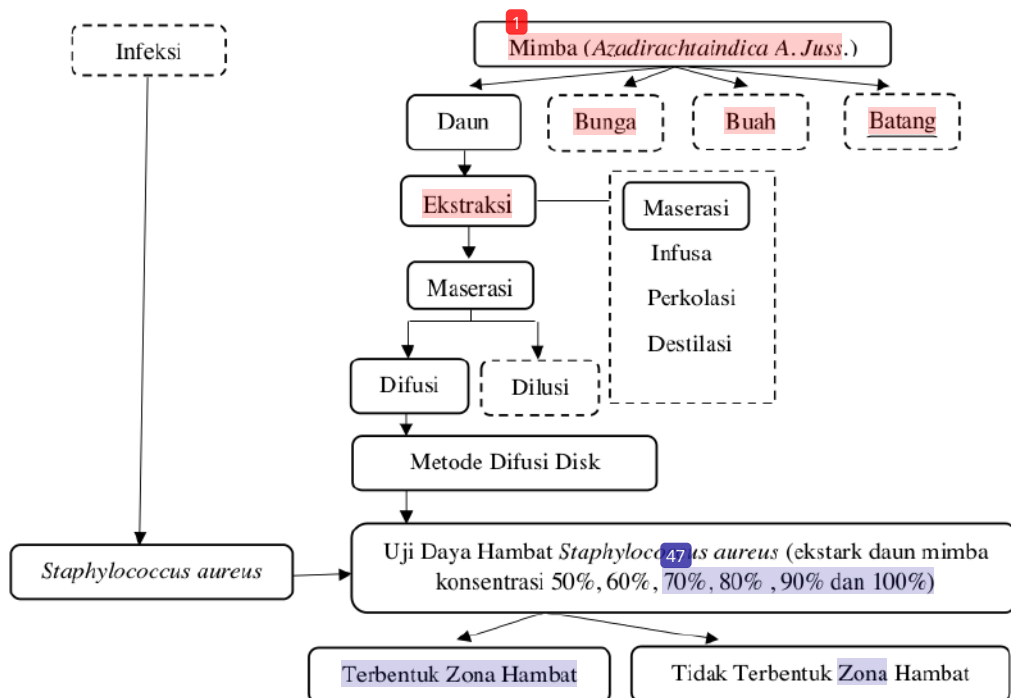 1
Infeksi
Mimba (Azadirachtaindica A. Juss.)
Daun
Bunga
Buah
Batang
Ekstraksi
Maserasi
Infusa
Perkolasi
Destilasi
Maserasi
Difusi
Dilusi
Metode Difusi Disk
Staphylococcus aureus
Uji Daya Hambat Staphylococcus aureus (ekstark daun mimba
47
konsentrasi 50%, 60%, 70%, 80% , 90% dan 100%)
Terbentuk Zona Hambat
Tidak Terbentuk Zona Hambat